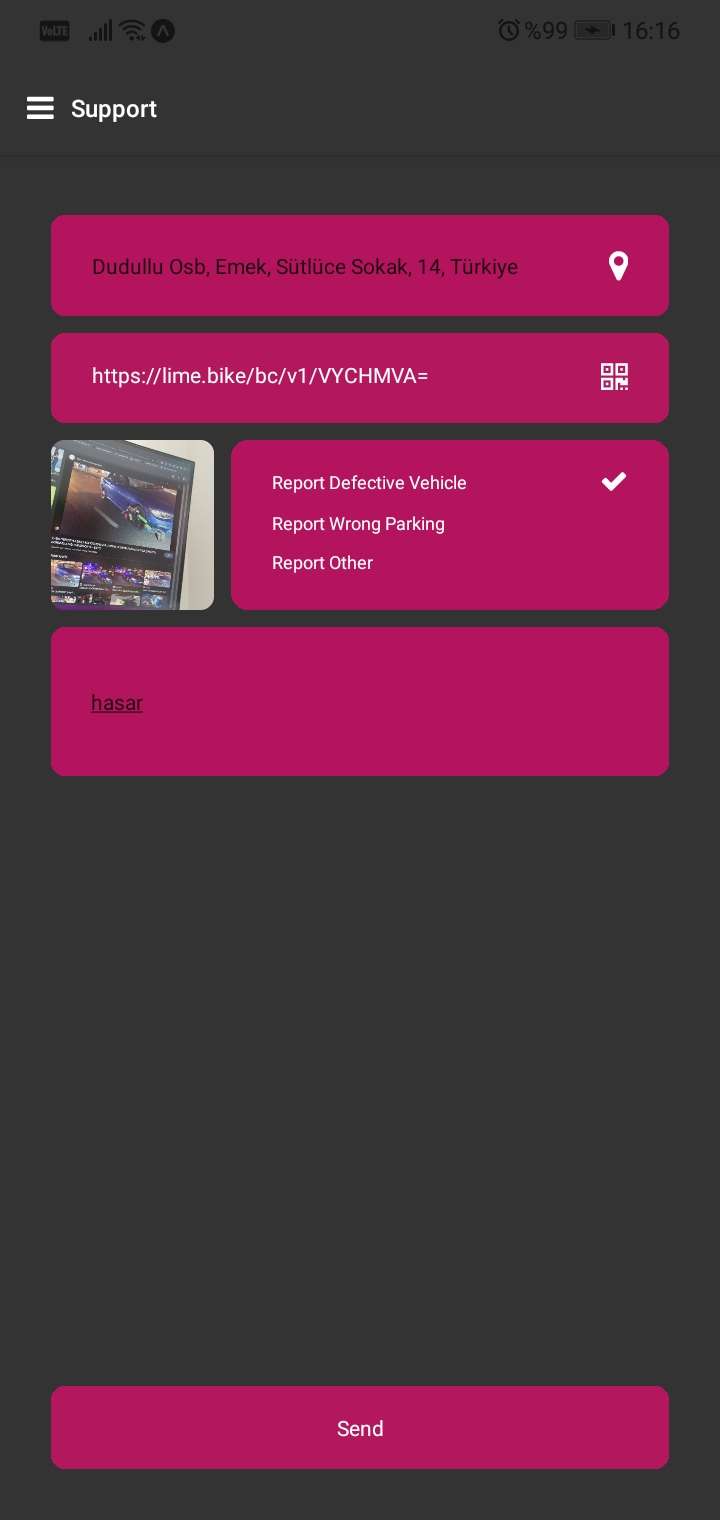 VoLTE %99 16:16
Support
Dudullu Osb, Emek, Sütlüce Sokak, 14, Türkiye
https://lime.bike/bc/v1/VYCHMVA=
Report Defective Vehicle
Report Wrong Parking
Report Other
hasar
Send